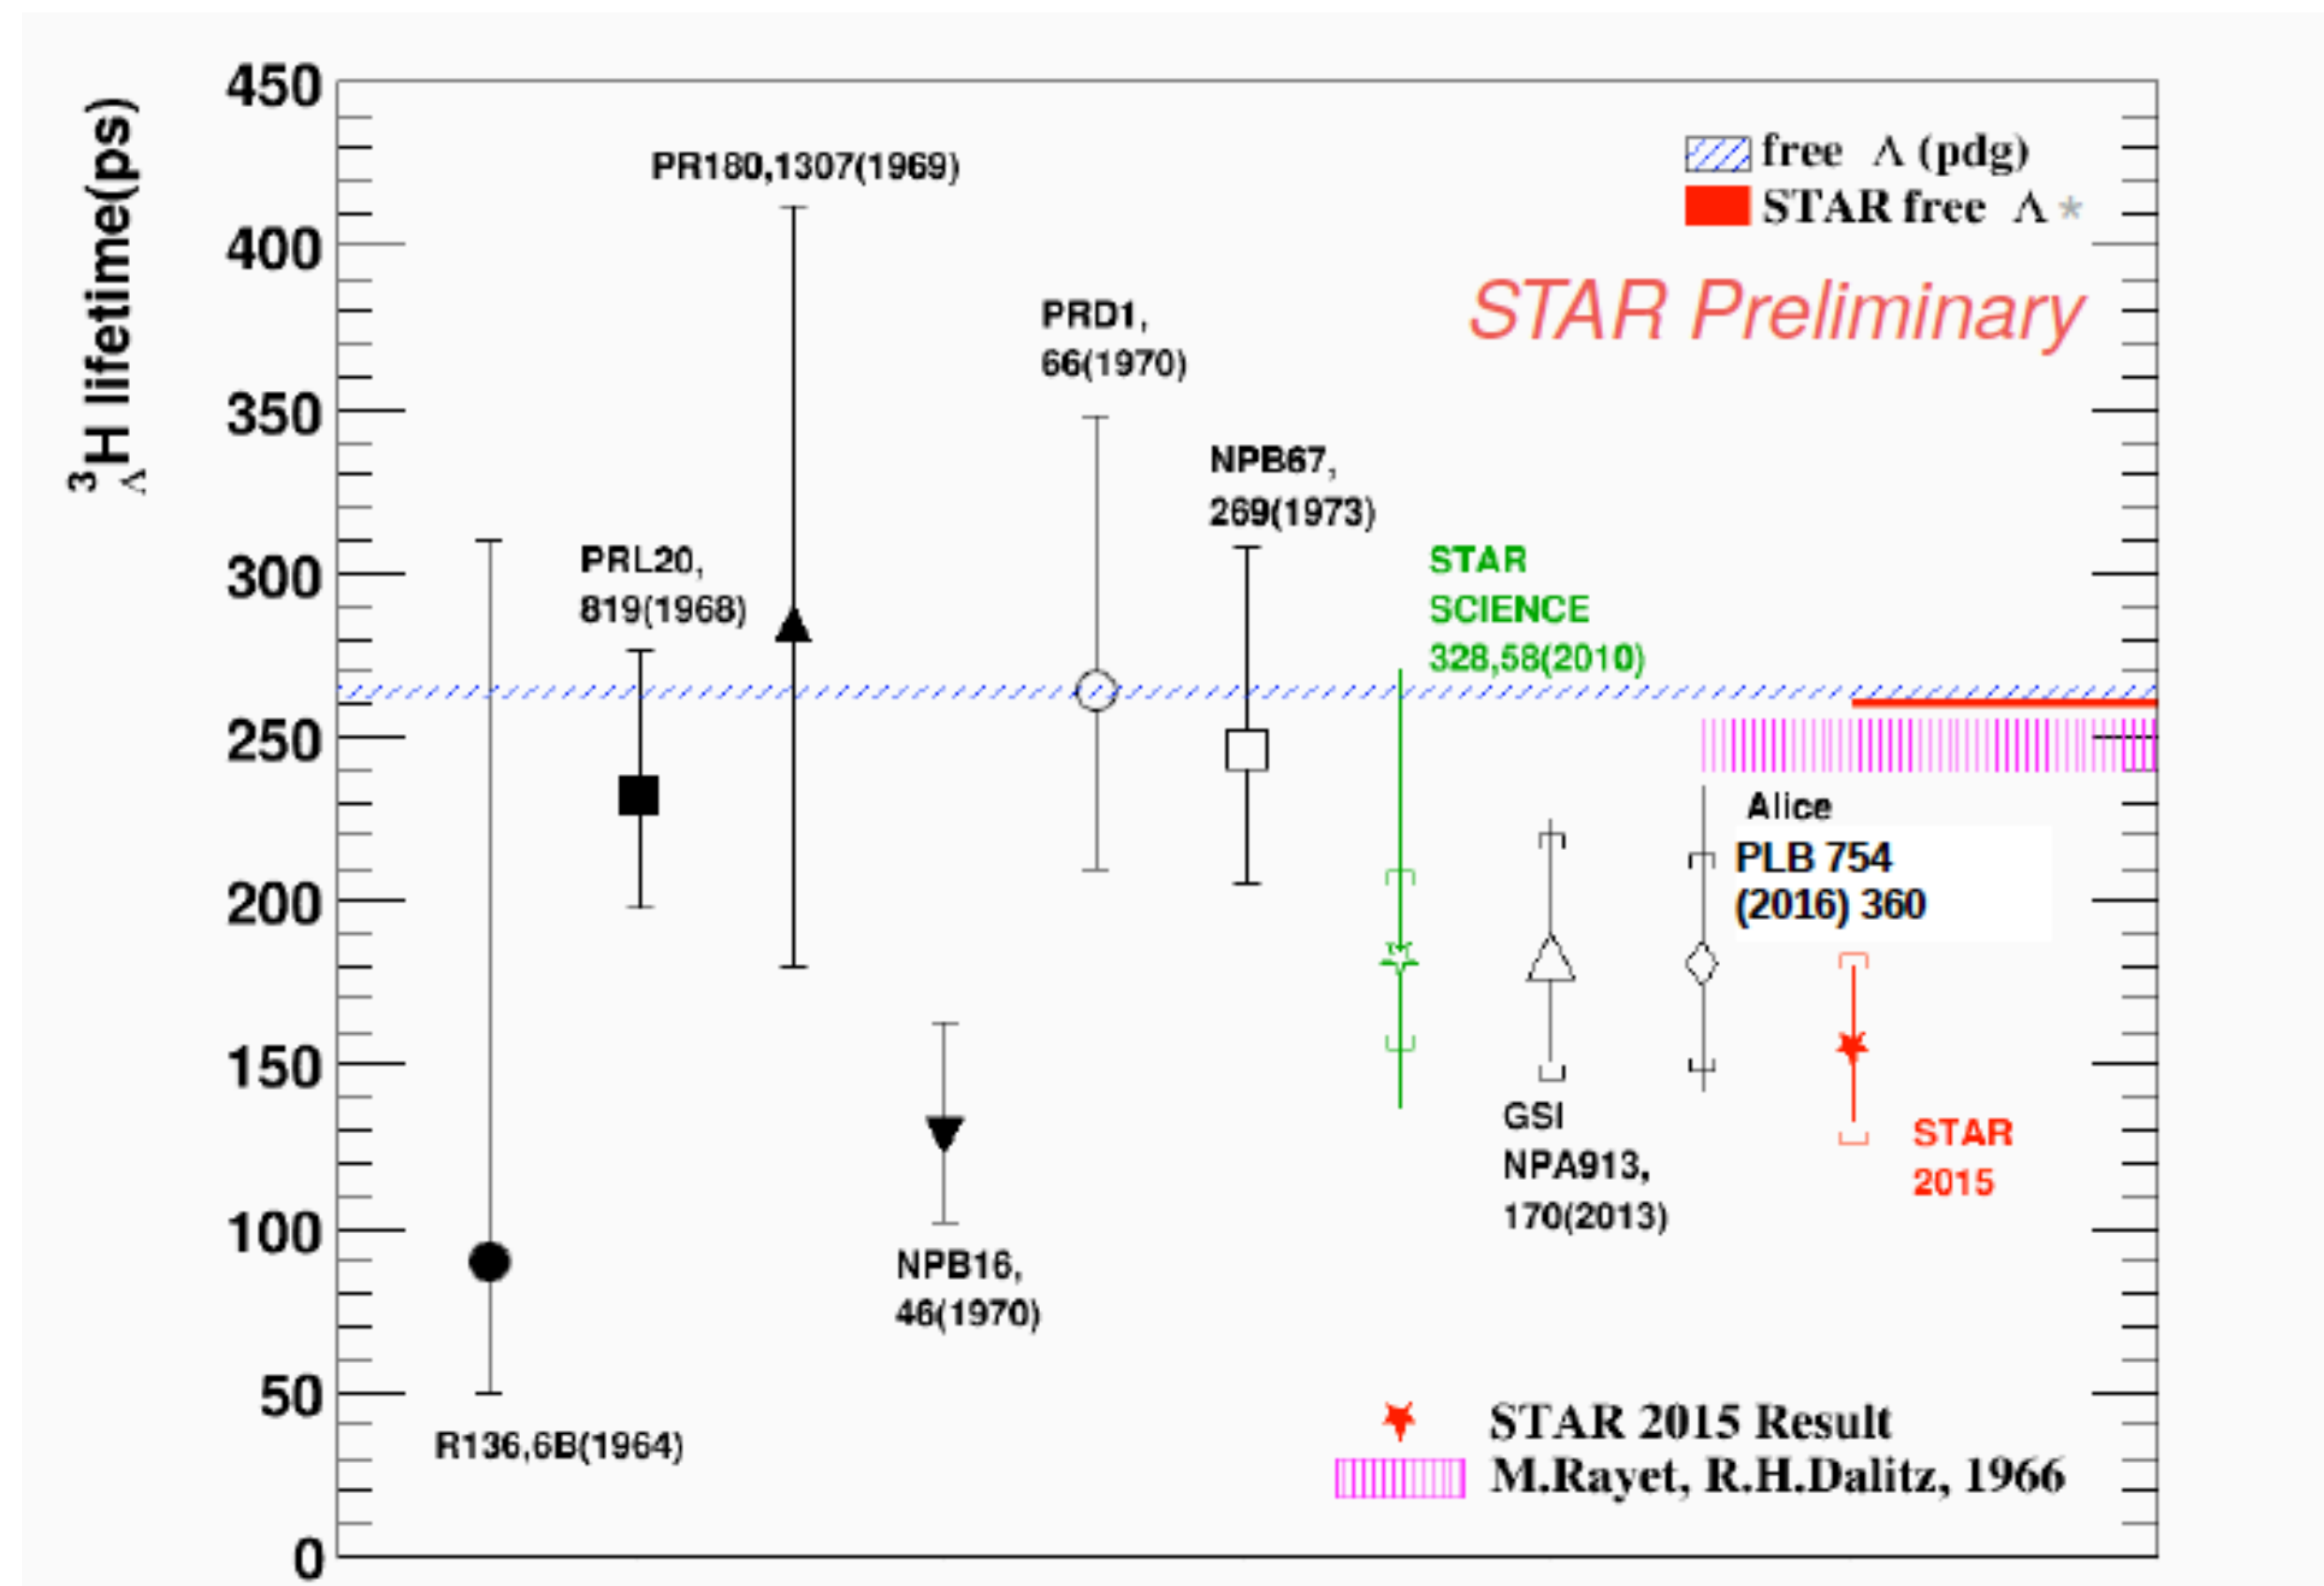 450
400
350
300
250
200
150
100
50
0
³ΛH lifetime(ps)
PR180,1307(1969)
free Λ (pdg)
STAR free Λ *
STAR Preliminary
PRD1,
66(1970)
NPB67,
269(1973)
PRL20,
819(1968)
STAR
SCIENCE
328,58(2010)
Alice
PLB 754
(2016) 360
GSI
NPA913,
170(2013)
STAR
2015
NPB16,
46(1970)
R136,6B(1964)
STAR 2015 Result
M.Rayet, R.H.Dalitz, 1966